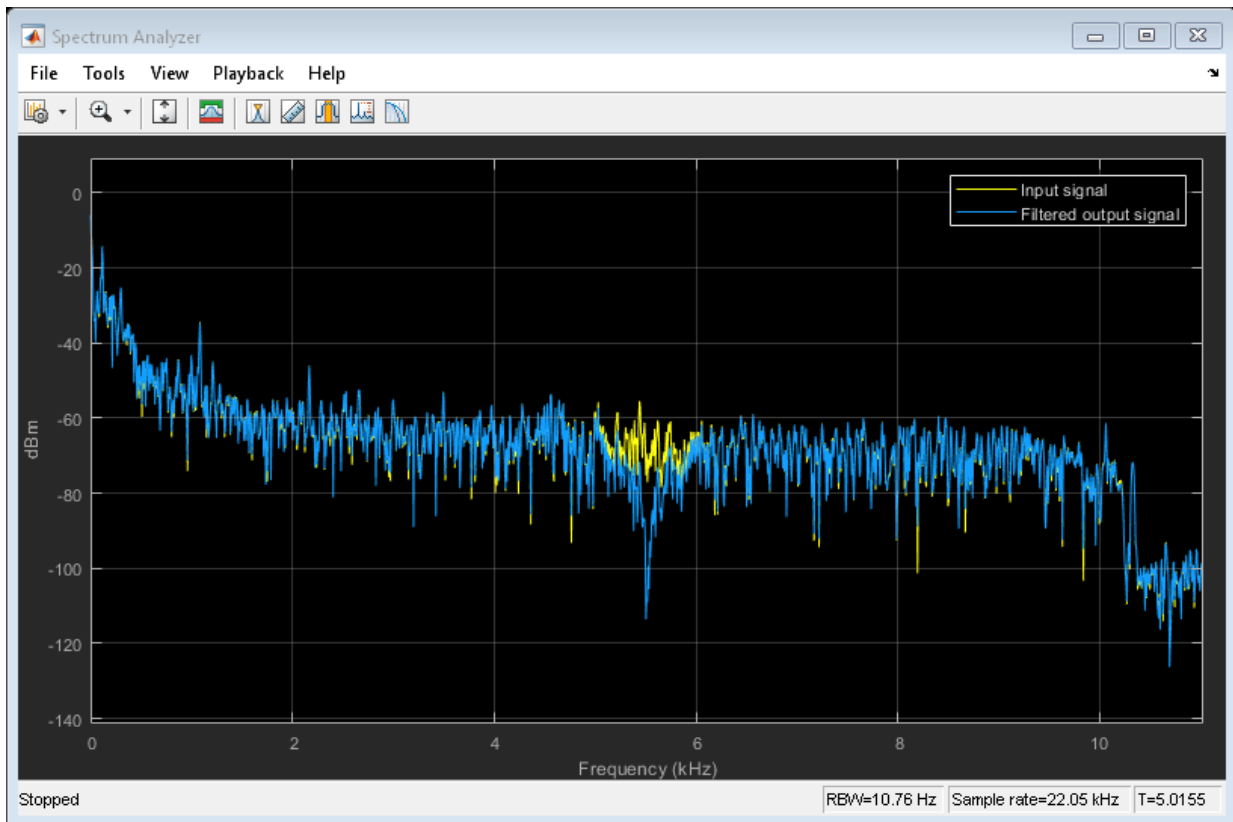 Spectrum Analyzer
File Tools View Playback Help
Input signal
Filtered output signal
0
-20
-40
-60
-80
-100
-120
-140
dBm
0 2 4 6 8 10
Frequency (kHz)
Stopped RBW=10.76 Hz Sample rate=22.05 kHz T=5.0155